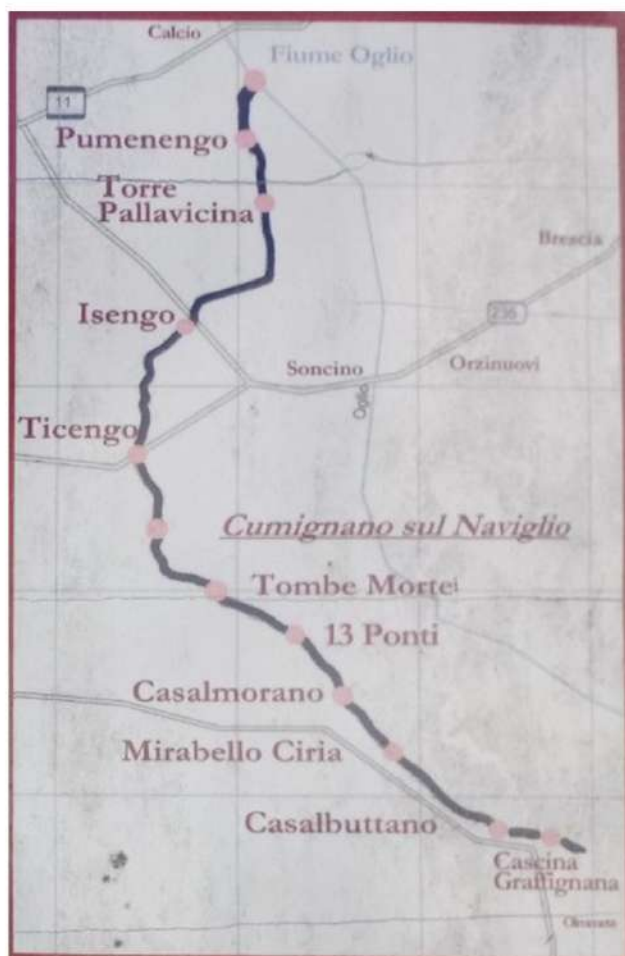 Calcio
Fiume Oglio
11
Pumenengo
Torre
Pallavicina
Brescia
Isengo
235
Soncino
Orzinuovi
Oglio
Ticengo
Cumignano sul Naviglio
Tombe Morte
13 Ponti
Casalmorano
Mirabello Ciria
Casalbuttano
Cascina
Graffignana